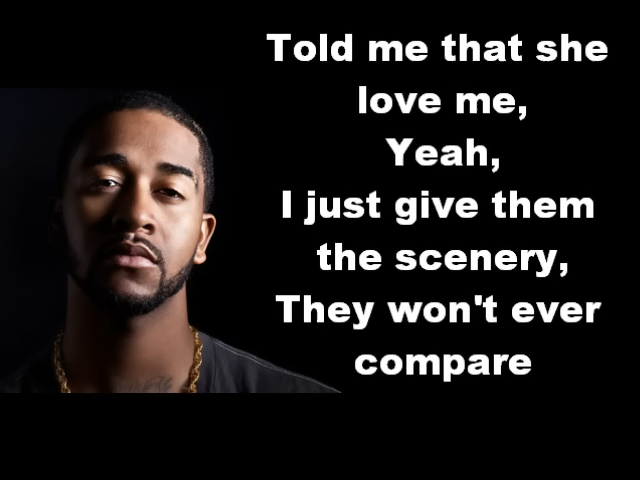 Told me that she
love me,
Yeah,
I just give them
the scenery,
They won't ever
compare